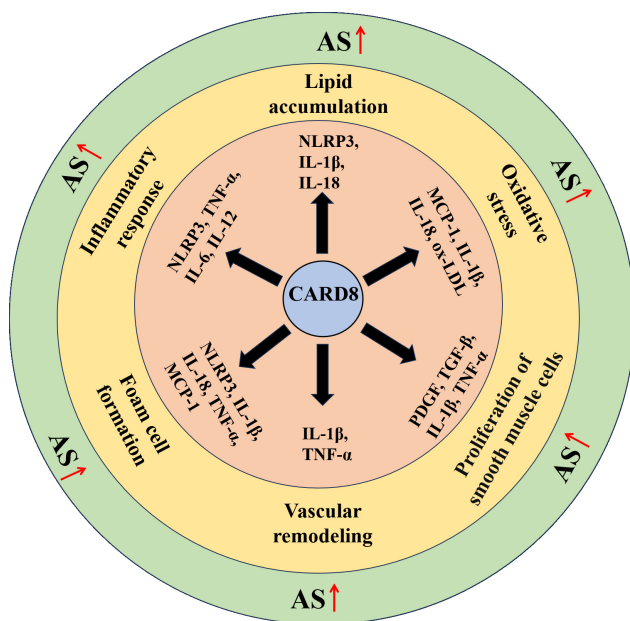 AS↑
Lipid
accumulation
NLRP3,
IL-1β,
IL-18
AS↑
Oxidative
stress
MCP-1, IL-1β,
IL-18, ox-LDL
AS↑
Inflammatory
response
NLRP3, TNF-α,
IL-6, IL-12
CARD8
AS↑
Foam cell
formation
NLRP3, IL-1β,
IL-18, TNF-α,
MCP-1
IL-1β,
TNF-α
Vascular
remodeling
PDGF, TGF-β,
IL-1β, TNF-α
Proliferation of
smooth muscle cells
AS↑
AS↑